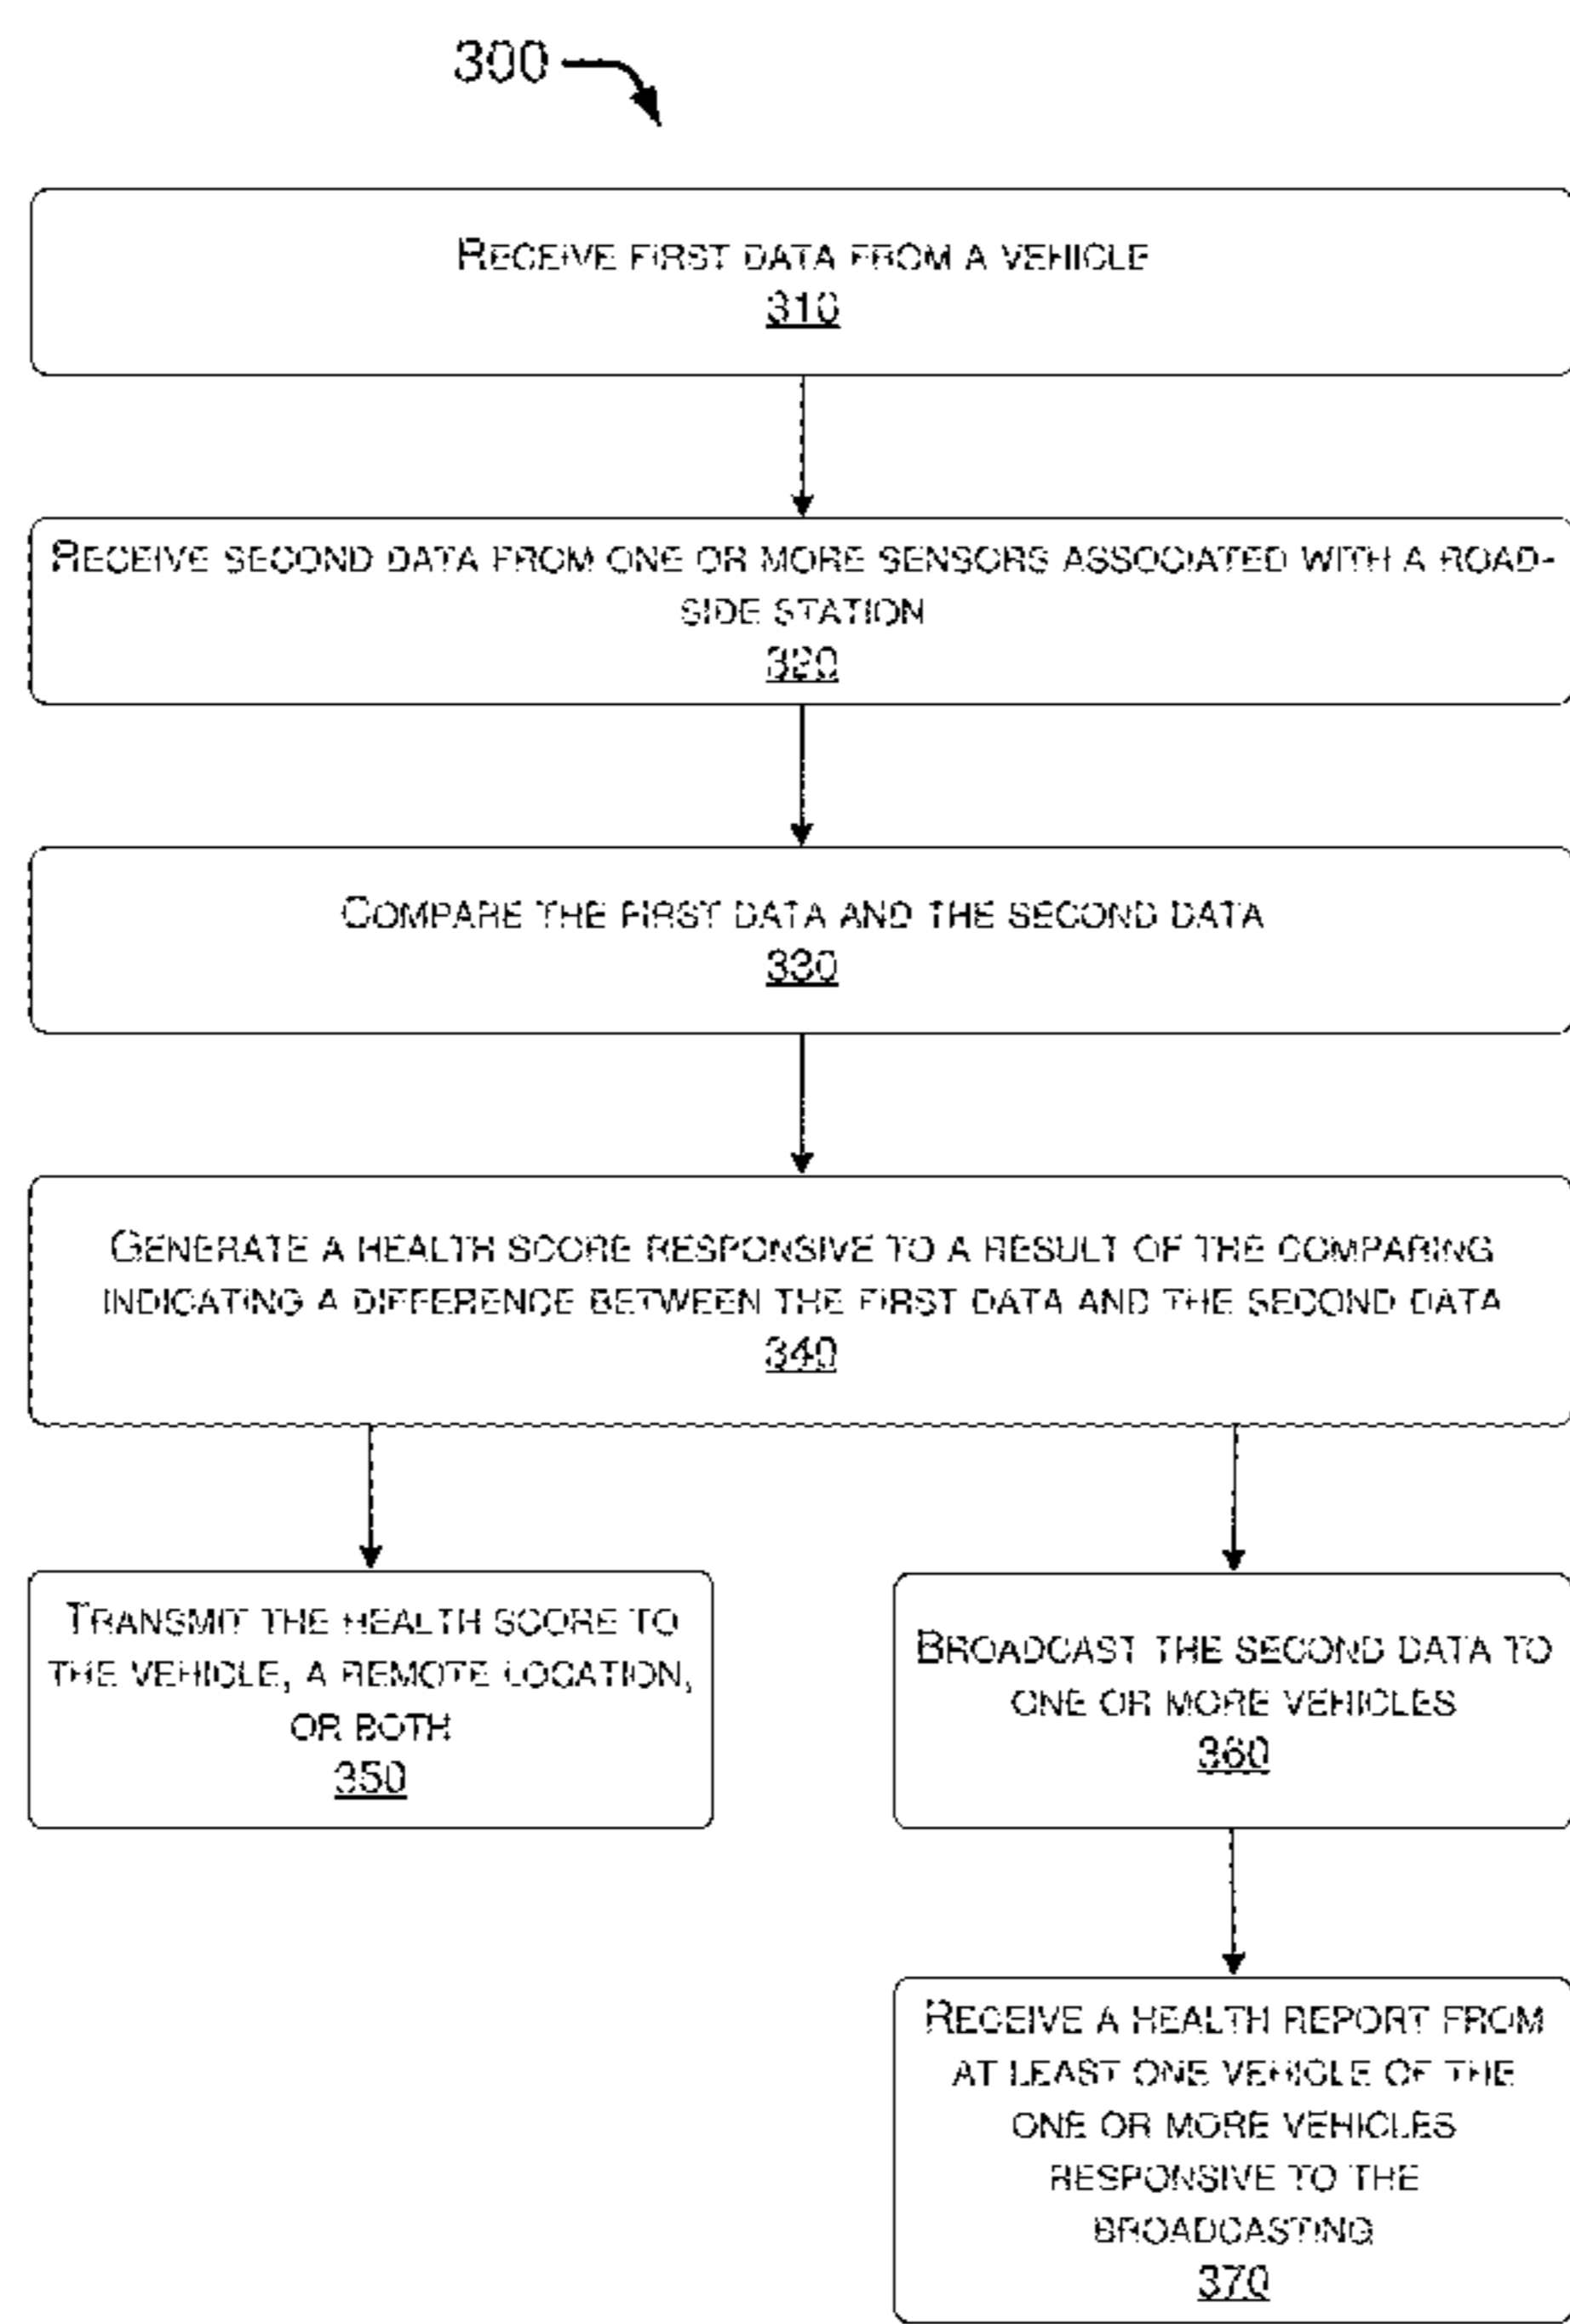 300
RECEIVE FIRST DATA FROM A VEHICLE
310
RECEIVE SECOND DATA FROM ONE OR MORE SENSORS ASSOCIATED WITH A ROAD-
SIDE STATION
320
COMPARE THE FIRST DATA AND THE SECOND DATA
330
GENERATE A HEALTH SCORE RESPONSIVE TO A RESULT OF THE COMPARING
INDICATING A DIFFERENCE BETWEEN THE FIRST DATA AND THE SECOND DATA
340
TRANSMIT THE HEALTH SCORE TO
THE VEHICLE, A REMOTE LOCATION,
OR BOTH
350
BROADCAST THE SECOND DATA TO
ONE OR MORE VEHICLES
360
RECEIVE A HEALTH REPORT FROM
AT LEAST ONE VEHICLE OF THE
ONE OR MORE VEHICLES
RESPONSIVE TO THE
BROADCASTING
370